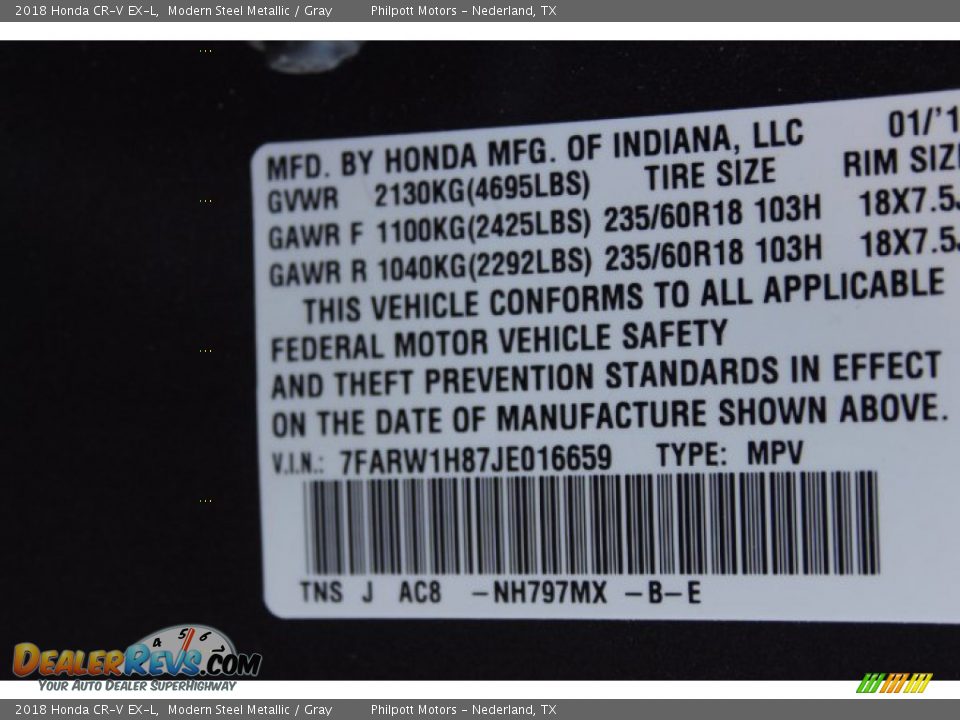 2018 Honda CR-V EX-L, Modern Steel Metallic / Gray Philpott Motors - Nederland, TX
MFD. BY HONDA MFG. OF INDIANA, LLC 01/'1
GVWR 2130KG(4695LBS) TIRE SIZE RIM SIZE
GAWR F 1100KG(2425LBS) 235/60R18 103H 18X7.5J
GAWR R 1040KG(2292LBS) 235/60R18 103H 18X7.5J
THIS VEHICLE CONFORMS TO ALL APPLICABLE
FEDERAL MOTOR VEHICLE SAFETY
AND THEFT PREVENTION STANDARDS IN EFFECT
ON THE DATE OF MANUFACTURE SHOWN ABOVE.
V.I.N.: 7FARW1H87JE016659 TYPE: MPV
TNS J AC8 -NH797MX -B-E
4 5 6
DEALERREVS.COM
YOUR AUTO DEALER SUPERHIGHWAY
2018 Honda CR-V EX-L, Modern Steel Metallic / Gray Philpott Motors - Nederland, TX